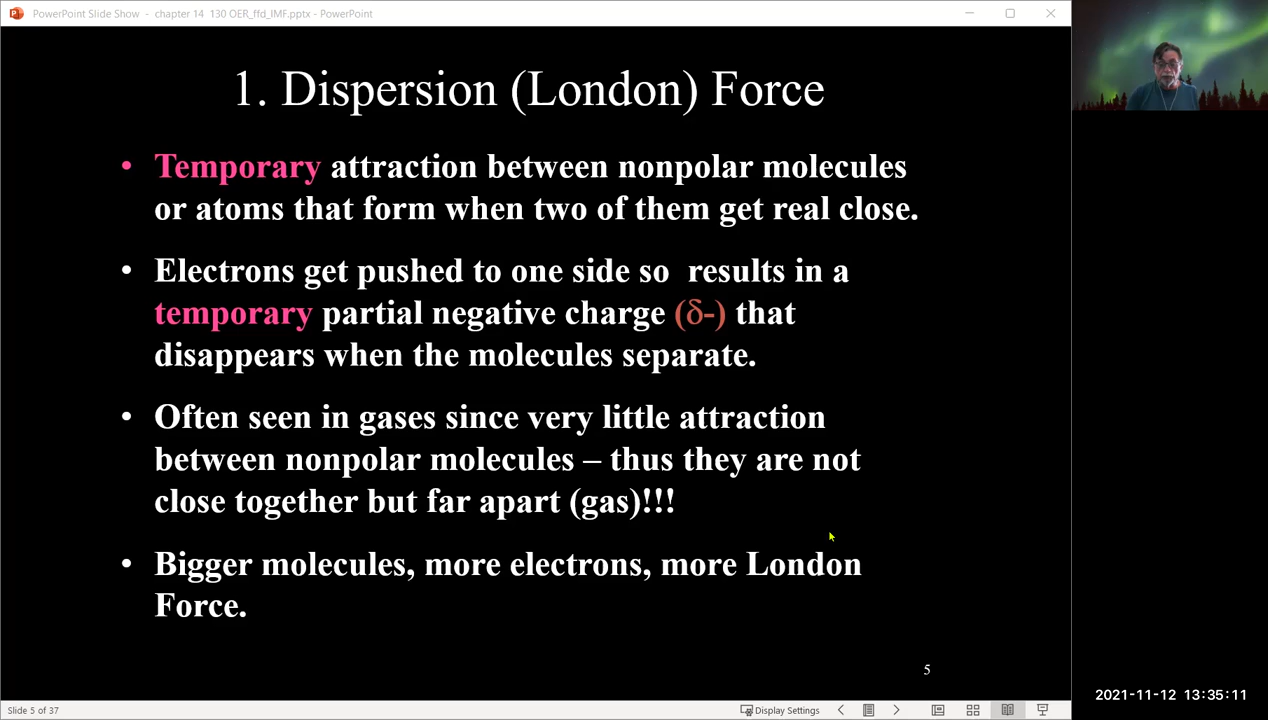 PowerPoint Slide Show - chapter 14 130 OER_ffd_IMF.pptx - PowerPoint
1. Dispersion (London) Force
• Temporary attraction between nonpolar molecules
or atoms that form when two of them get real close.
• Electrons get pushed to one side so results in a
temporary partial negative charge (δ-) that
disappears when the molecules separate.
• Often seen in gases since very little attraction
between nonpolar molecules – thus they are not
close together but far apart (gas)!!!
• Bigger molecules, more electrons, more London
Force.
5
2021-11-12 13:35:11
Slide 5 of 37
Display Settings